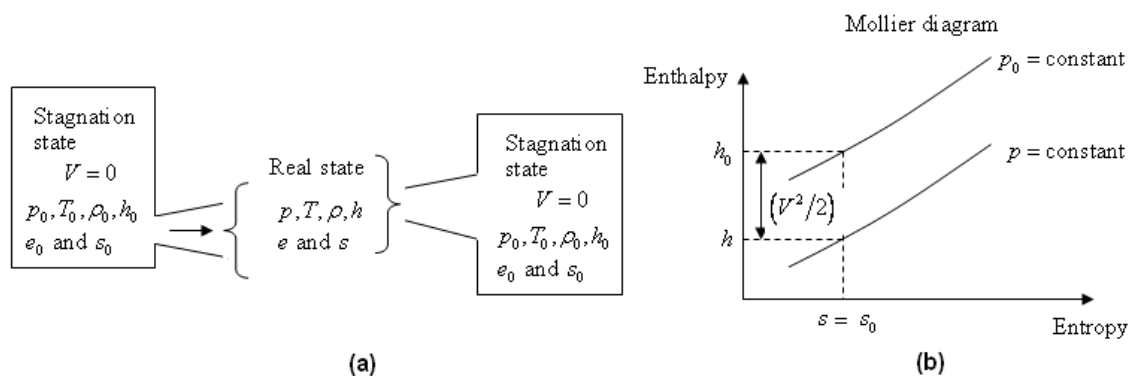 Stagnation
state
V = 0
p₀, T₀, ρ₀, h₀
e₀ and s₀
Real state
p, T, ρ, h
e and s
Stagnation
state
V = 0
p₀, T₀, ρ₀, h₀
e₀ and s₀
(a)
Mollier diagram
Enthalpy
p₀ = constant
h₀
p = constant
(V²/2)
h
s = s₀
Entropy
(b)